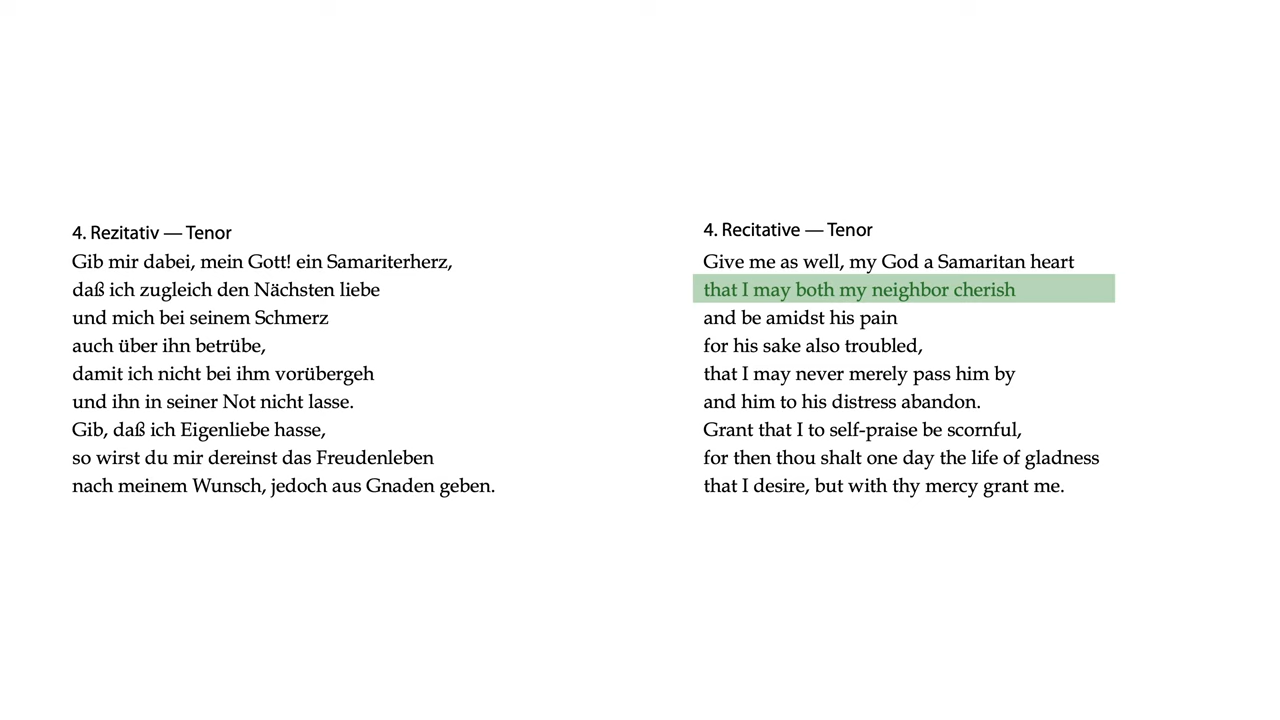 4. Rezitativ — Tenor
Gib mir dabei, mein Gott! ein Samariterherz,
daß ich zugleich den Nächsten liebe
und mich bei seinem Schmerz
auch über ihn betrübe,
damit ich nicht bei ihm vorübergeh
und ihn in seiner Not nicht lasse.
Gib, daß ich Eigenliebe hasse,
so wirst du mir dereinst das Freudenleben
nach meinem Wunsch, jedoch aus Gnaden geben.
4. Recitative — Tenor
Give me as well, my God a Samaritan heart
that I may both my neighbor cherish
and be amidst his pain
for his sake also troubled,
that I may never merely pass him by
and him to his distress abandon.
Grant that I to self-praise be scornful,
for then thou shalt one day the life of gladness
that I desire, but with thy mercy grant me.